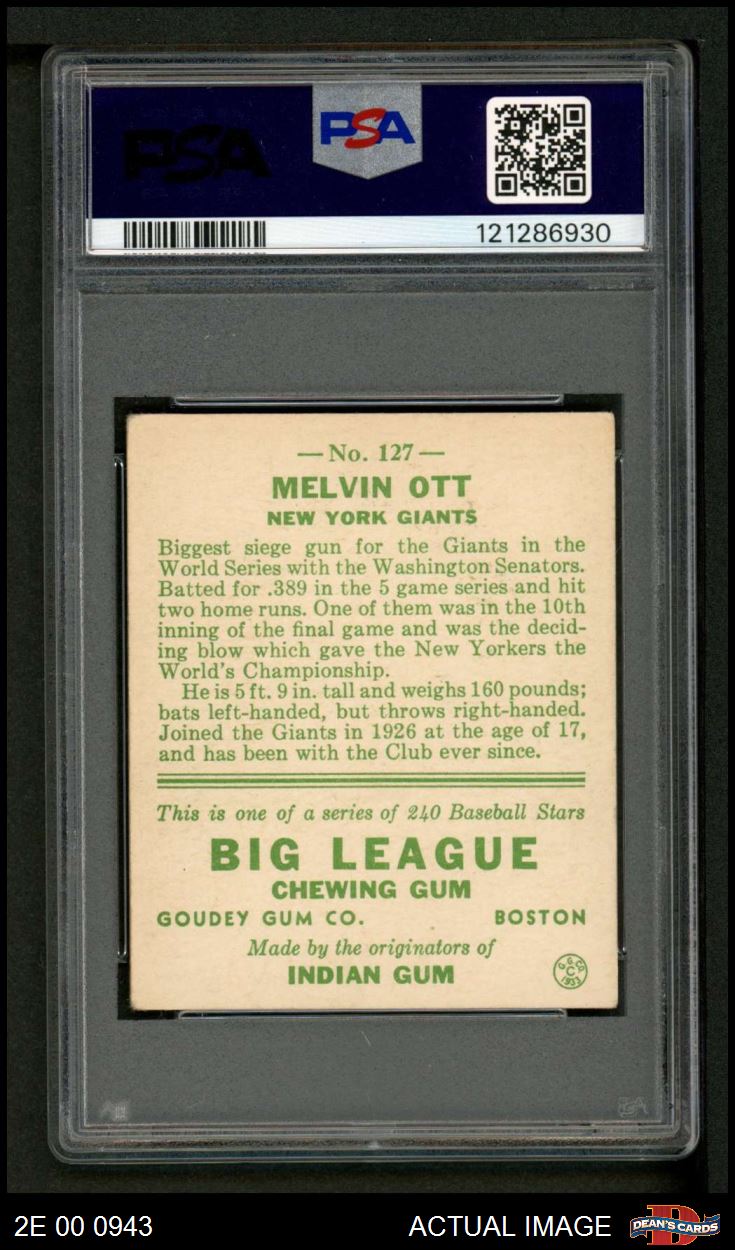 PSA
PSA
121286930
— No. 127 —
MELVIN OTT
NEW YORK GIANTS
Biggest siege gun for the Giants in the
World Series with the Washington Senators.
Batted for .389 in the 5 game series and hit
two home runs. One of them was in the 10th
inning of the final game and was the decid-
ing blow which gave the New Yorkers the
World's Championship.
He is 5 ft. 9 in. tall and weighs 160 pounds;
bats left-handed, but throws right-handed.
Joined the Giants in 1926 at the age of 17,
and has been with the Club ever since.
This is one of a series of 240 Baseball Stars
BIG LEAGUE
CHEWING GUM
GOUDEY GUM CO. BOSTON
Made by the originators of
INDIAN GUM
G. G. CO.
C
1933
2E 00 0943
ACTUAL IMAGE
DEAN'S CARDS